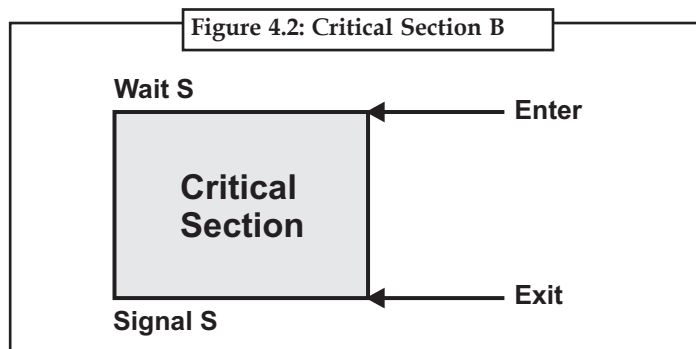 Figure 4.2: Critical Section B
Wait S
Enter
Critical
Section
Exit
Signal S